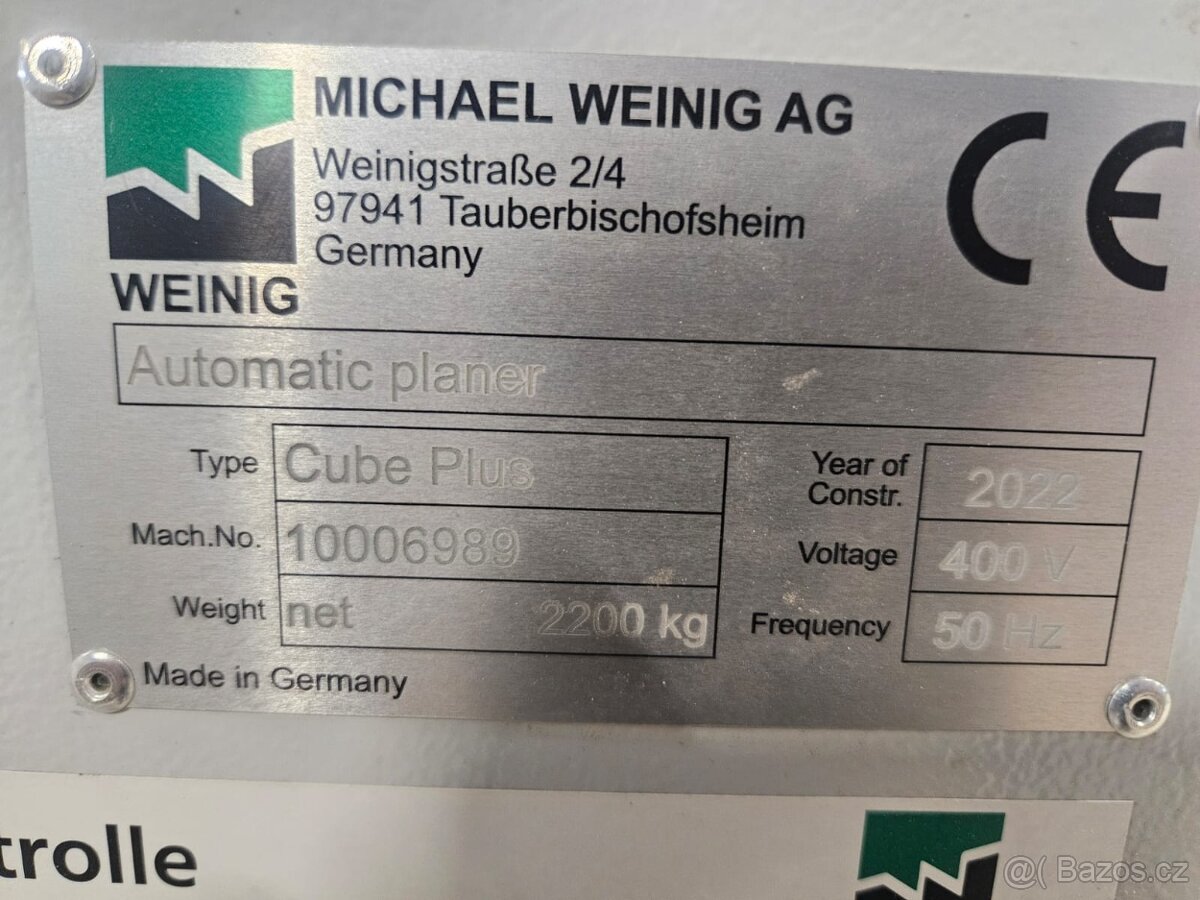 MICHAEL WEINIG AG
Weinigstraße 2/4
97941 Tauberbischofsheim
Germany
CE
WEINIG
Automatic planer
Type Cube Plus
Mach.No. 10006989
Weight net 2200 kg
Year of Constr. 2022
Voltage 400 V
Frequency 50 Hz
Made in Germany
trolle
@( Bazos.cz